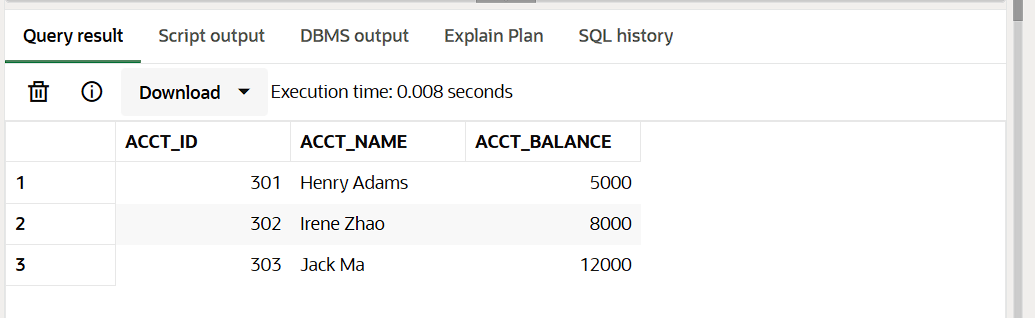 Query result Script output DBMS output Explain Plan SQL history
Download Execution time: 0.008 seconds
ACCT_ID ACCT_NAME ACCT_BALANCE
1 301 Henry Adams 5000
2 302 Irene Zhao 8000
3 303 Jack Ma 12000